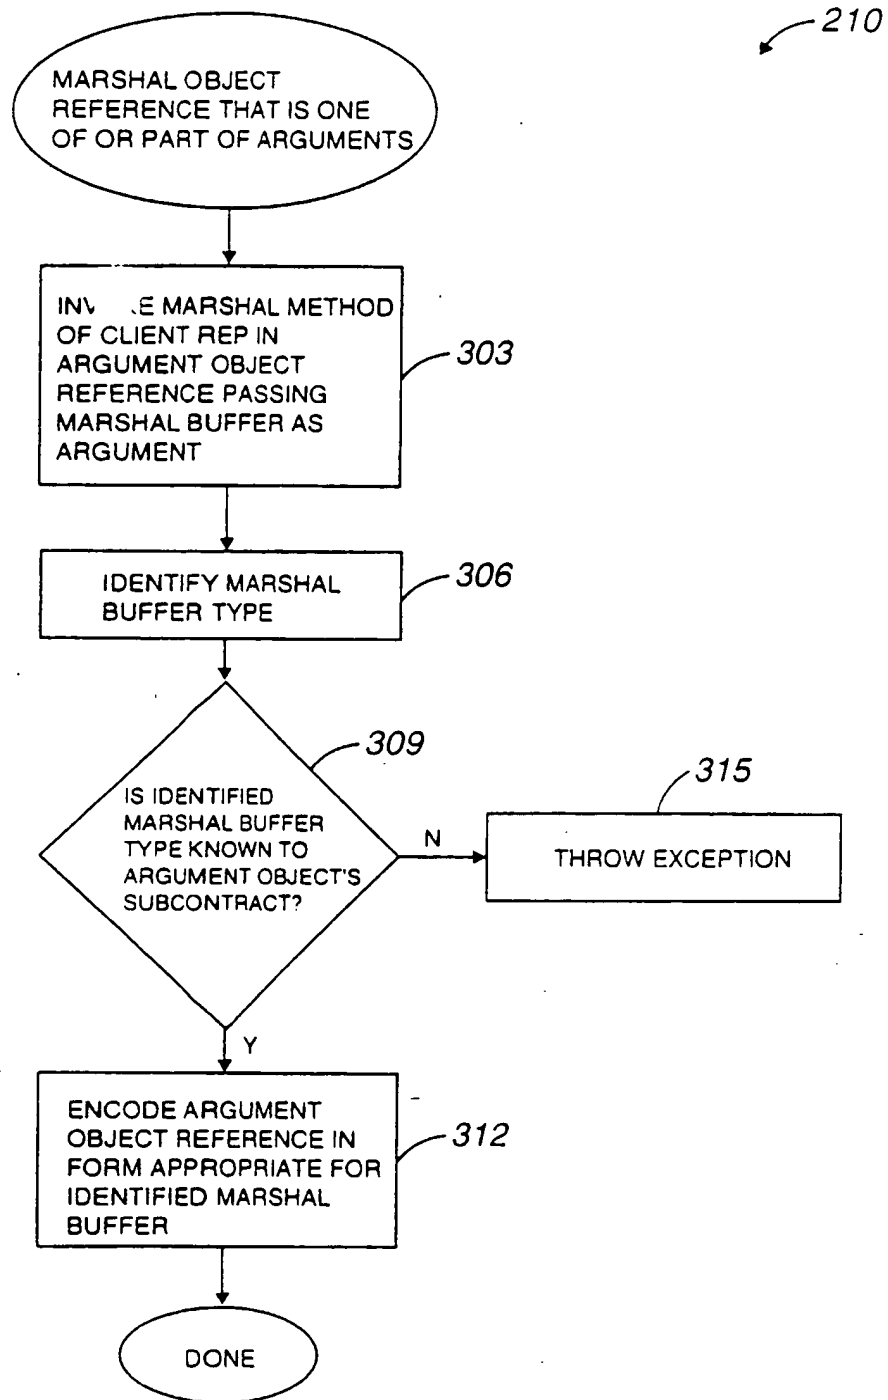 210
MARSHAL OBJECT
REFERENCE THAT IS ONE
OF OR PART OF ARGUMENTS
MARSHAL METHOD
OF CLIENT REP IN
ARGUMENT OBJECT
REFERENCE PASSING
MARSHAL BUFFER AS
ARGUMENT
303
IDENTIFY MARSHAL
BUFFER TYPE
306
309
IS IDENTIFIED
MARSHAL BUFFER
TYPE KNOWN TO
ARGUMENT OBJECT'S
SUBCONTRACT?
N
315
THROW EXCEPTION
Y
ENCODE ARGUMENT
OBJECT REFERENCE IN
FORM APPROPRIATE FOR
IDENTIFIED MARSHAL
BUFFER
312
DONE